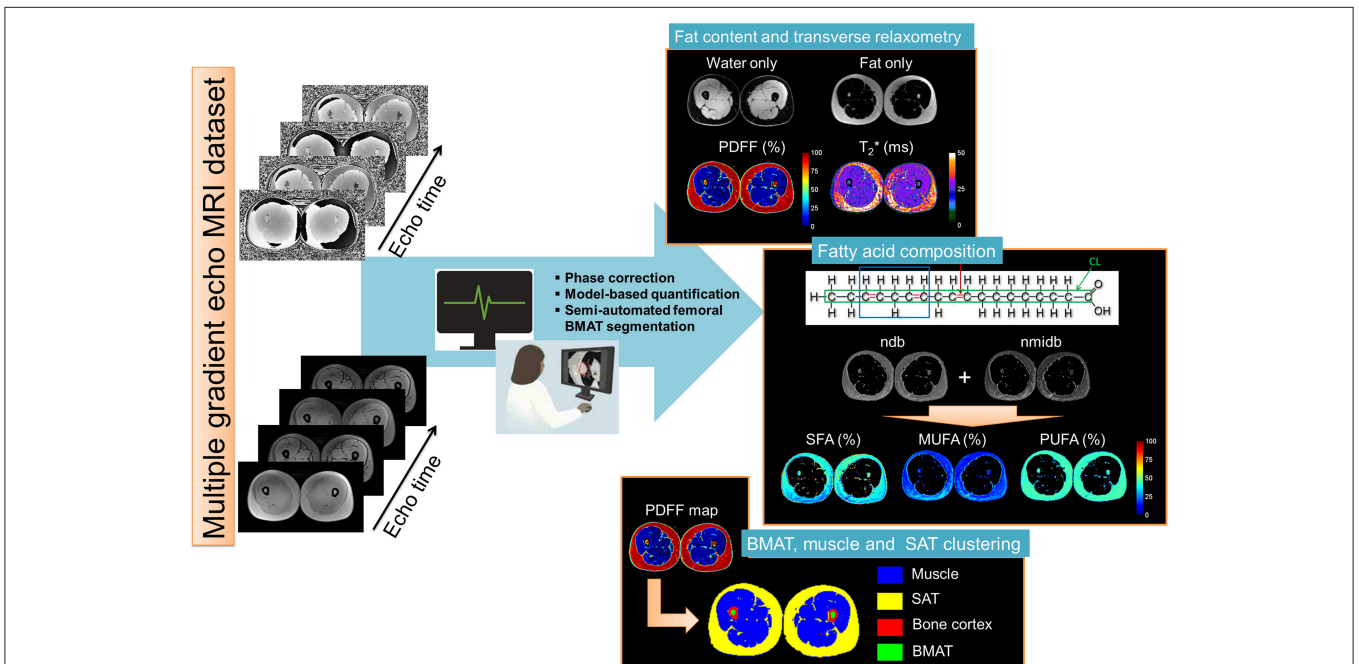 Multiple gradient echo MRI dataset
Echo time
Echo time
▪ Phase correction
▪ Model-based quantification
▪ Semi-automated femoral
BMAT segmentation
Fat content and transverse relaxometry
Water only
Fat only
PDFF (%)
100
75
50
25
0
T2* (ms)
50
25
0
Fatty acid composition
CL
H H H H H H H H H H H H H H H H H
H C C C C C C C C C C C C C C C C C C O
OH
H H H H H H H H H H H H
ndb
nmidb
+
SFA (%)
MUFA (%)
PUFA (%)
100
75
50
25
0
PDFF map
BMAT, muscle and SAT clustering
Muscle
SAT
Bone cortex
BMAT